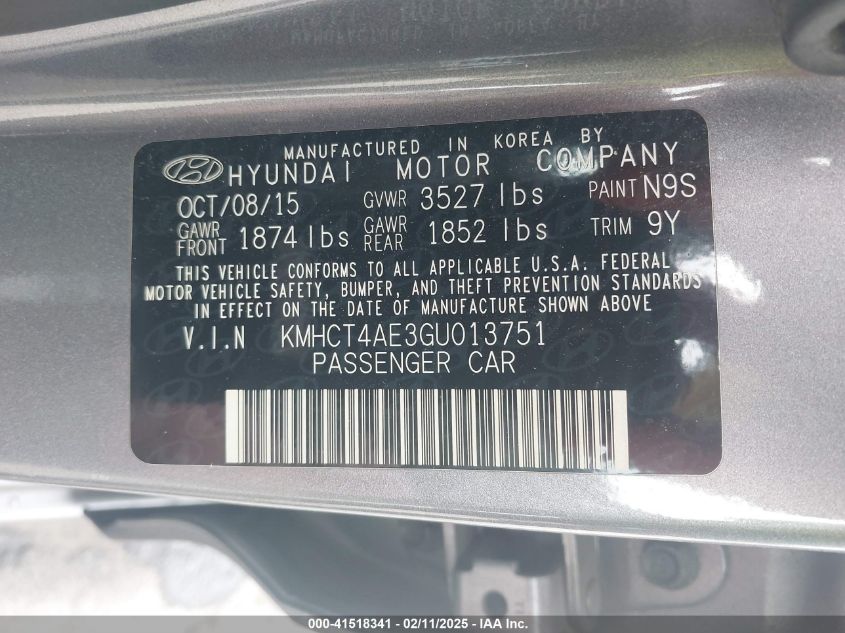 MANUFACTURED IN KOREA BY
HYUNDAI MOTOR COMPANY
OCT/08/15 GVWR 3527 lbs PAINT N9S
GAWR FRONT 1874 lbs GAWR REAR 1852 lbs TRIM 9Y
THIS VEHICLE CONFORMS TO ALL APPLICABLE U.S.A. FEDERAL
MOTOR VEHICLE SAFETY, BUMPER, AND THEFT PREVENTION STANDARDS
IN EFFECT ON THE DATE OF MANUFACTURE SHOWN ABOVE
V.I.N KMHCT4AE3GU013751
PASSENGER CAR
000-41518341 - 02/11/2025 - IAA Inc.